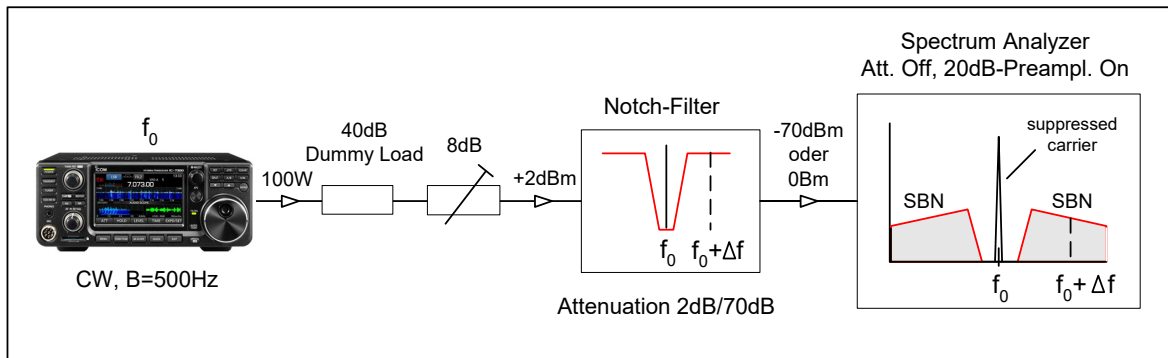 Spectrum Analyzer
Att. Off, 20dB-Preampl. On
Notch-Filter
f0
40dB
Dummy Load
8dB
-70dBm
oder
0Bm
suppressed
carrier
ICOM
7.073.00
100W
+2dBm
SBN
SBN
f0
f0+Δf
f0
f0+Δf
CW, B=500Hz
Attenuation 2dB/70dB